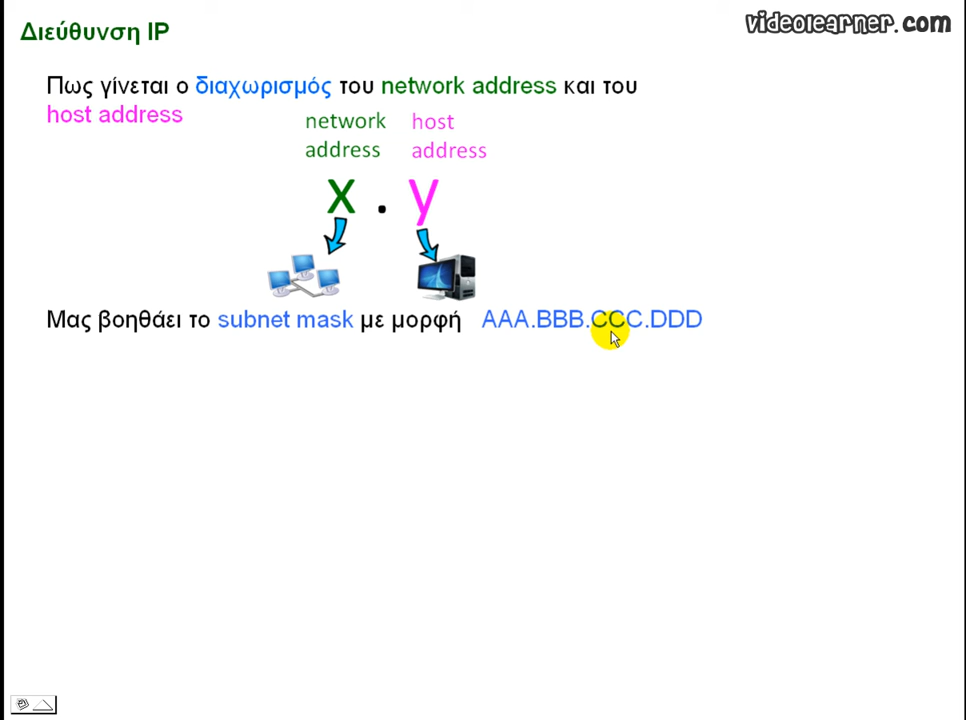 Διεύθυνση IP
videolearner.com
Πως γίνεται ο διαχωρισμός του network address και του
host address
network host
address address
x . y
Μας βοηθάει το subnet mask με μορφή AAA.BBB.CCC.DDD